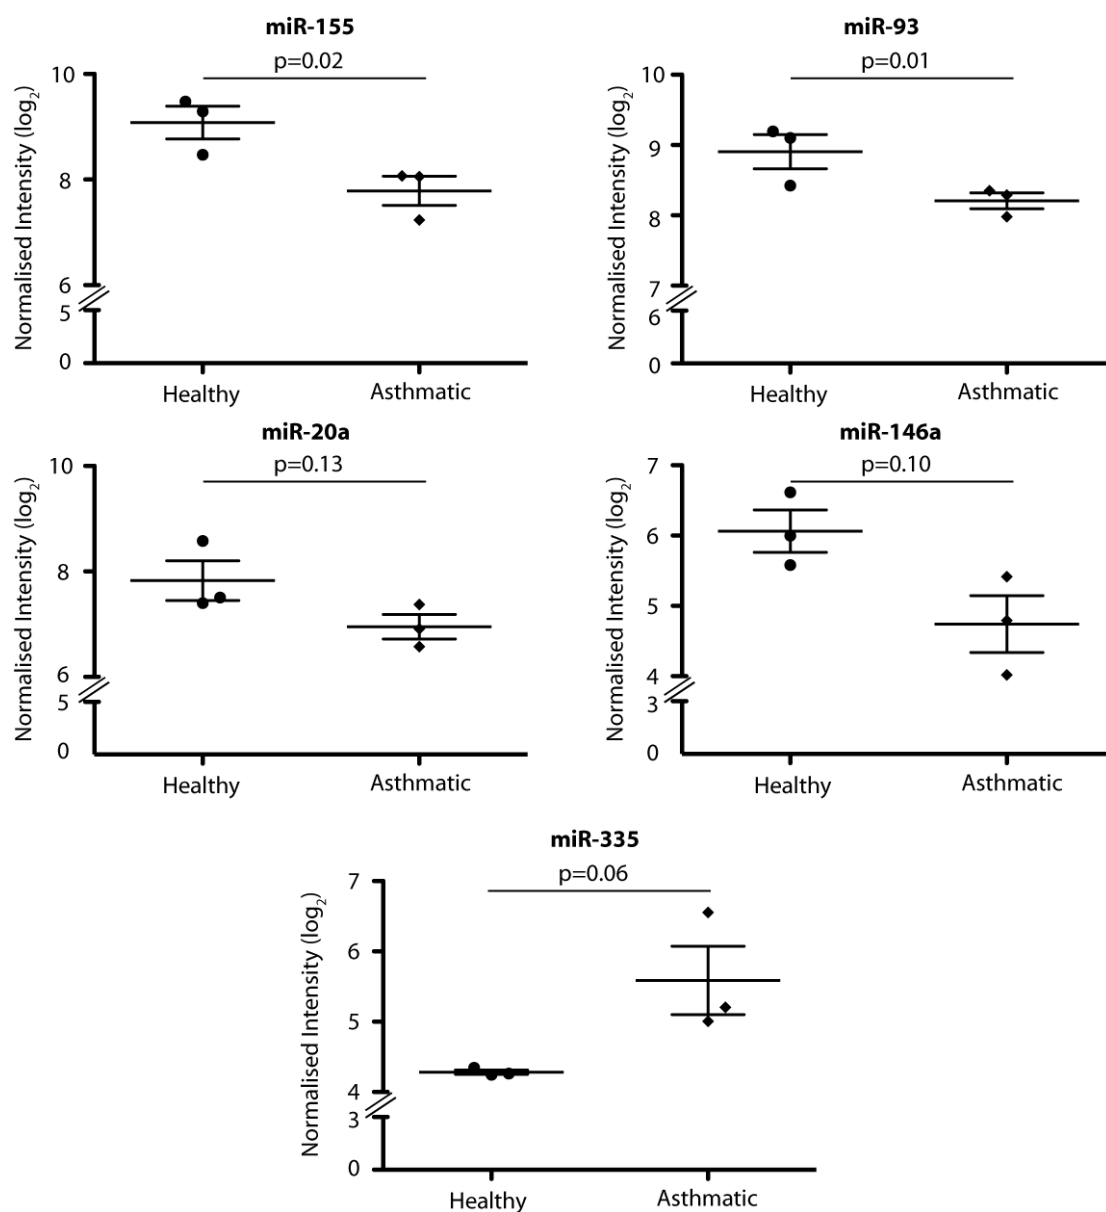 miR-155
p=0.02
Normalised Intensity (log2)
10
8
6
5
0
Healthy Asthmatic
miR-93
p=0.01
Normalised Intensity (log2)
10
9
8
7
6
0
Healthy Asthmatic
miR-20a
p=0.13
Normalised Intensity (log2)
10
8
6
5
0
Healthy Asthmatic
miR-146a
p=0.10
Normalised Intensity (log2)
7
6
5
4
3
0
Healthy Asthmatic
miR-335
p=0.06
Normalised Intensity (log2)
7
6
5
4
3
0
Healthy Asthmatic